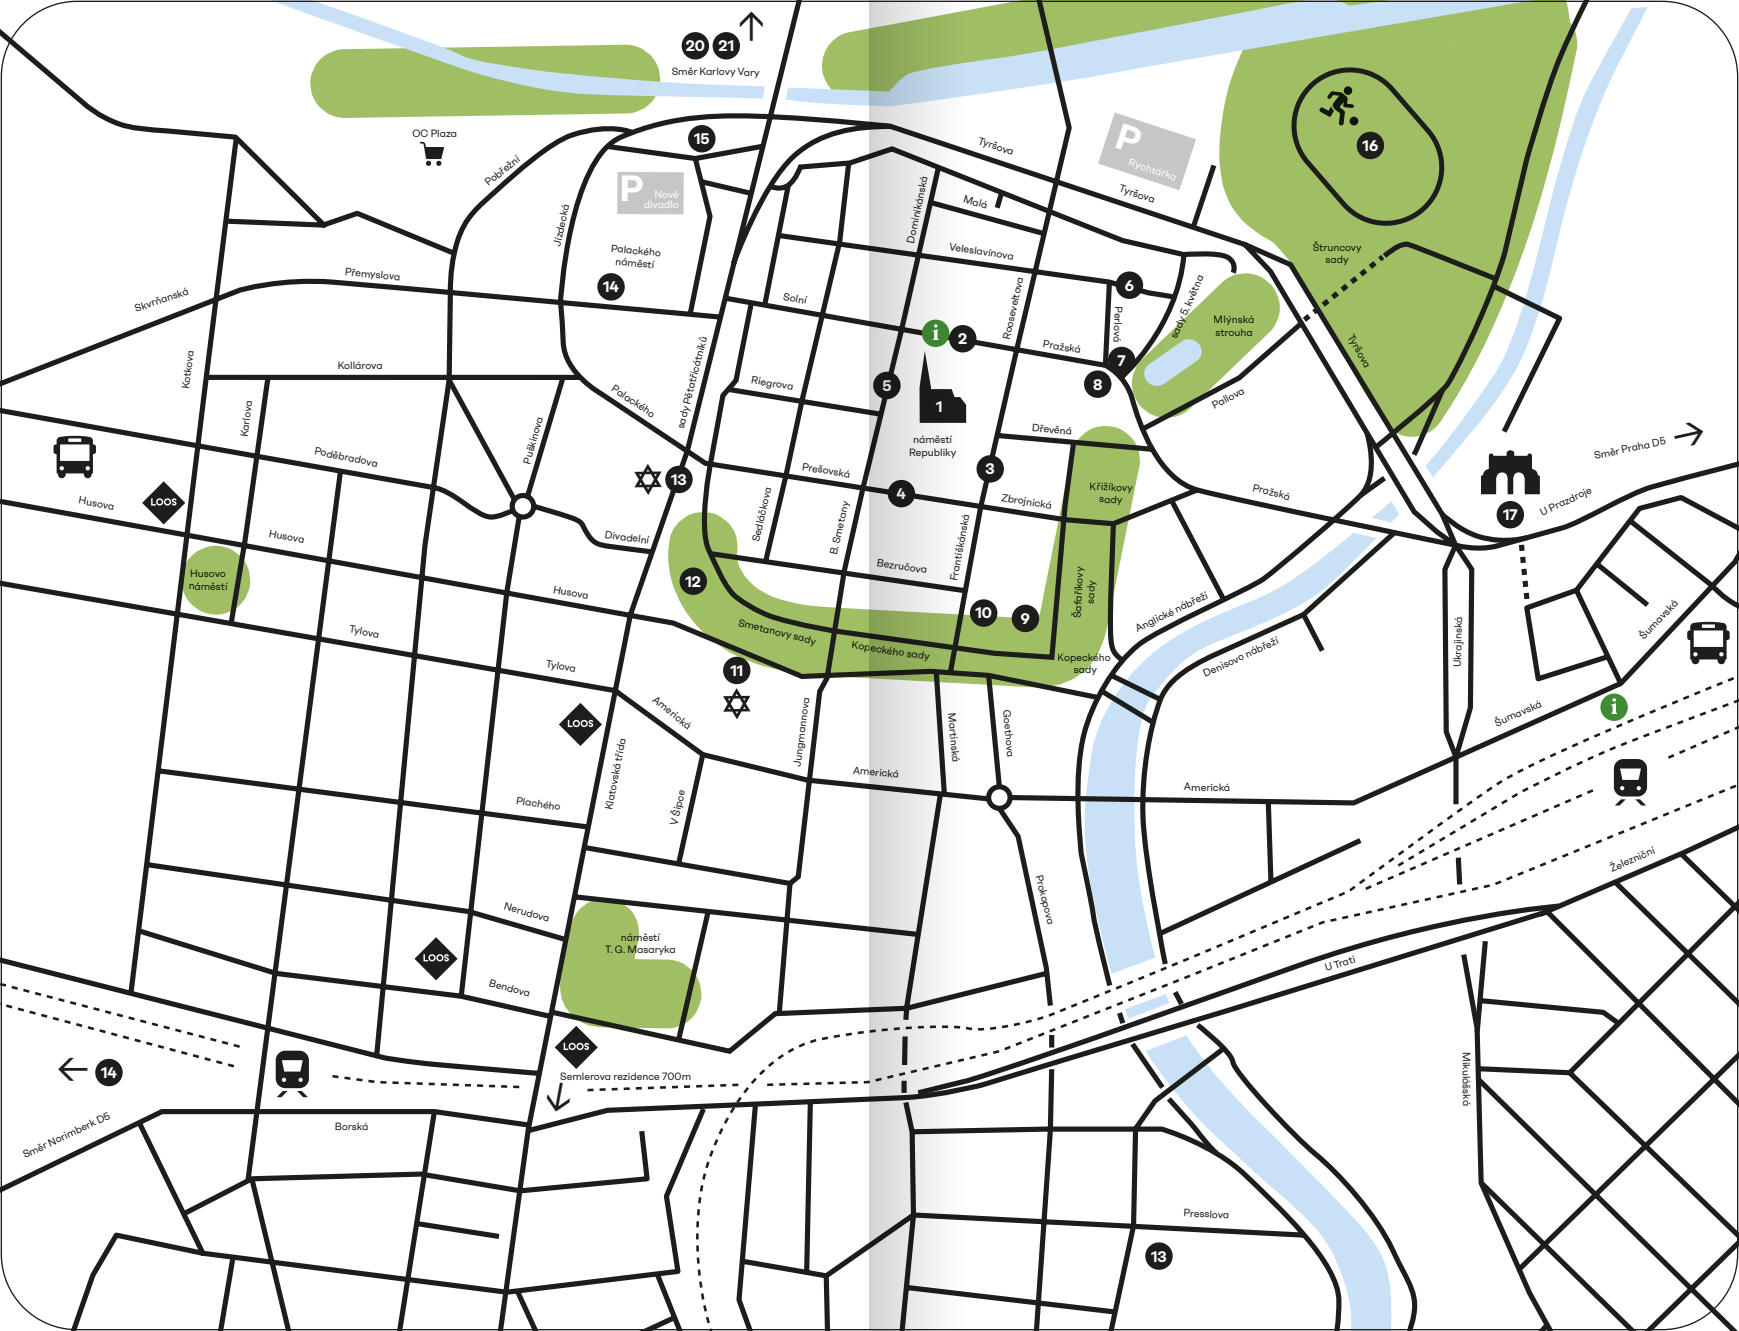 20 21
Směr Karlovy Vary
OC Plaza
15
Pobřežní
P
Nové
divadlo
Jízdecká
Palackého
náměstí
14
Přemyslova
Skvrňanská
Kotkova
Kollárova
Karlova
Puškinova
Palackého
sady Pětatřicátníků
Poděbradova
Husova
LOOS
Husova
Husovo
náměstí
Divadelní
Husova
Tylova
Tylova
13
12
11
Tyršova
P
Rychtářka
Tyršova
16
Štruncovy
sady
Dominikánská
Malá
Veleslavínova
Solní
Rooseveltova
6
Perlová
sady 5. května
Mlýnská
strouha
i
2
Pražská
7
8
Pallova
Tyršova
5
1
náměstí
Republiky
Riegrova
Dřevěná
3
Prešovská
4
Zbrojnická
Křižíkovy
sady
Pražská
Směr Praha D5
17
U Prazdroje
Sedláčkova
B. Smetany
Františkánská
Bezručova
10
9
Šafaříkovy
sady
Smetanovy sady
Kopeckého sady
Kopeckého
sady
Anglické nábřeží
Denisovo nábřeží
Ukrajinská
Šumavská
Šumavská
i
LOOS
Americká
Klatovská třída
V Šipce
Jungmannova
Martinská
Goethova
Americká
Americká
Plachého
Nerudova
náměstí
T. G. Masaryka
LOOS
Bendova
LOOS
Semlerova rezidence 700m
14
Směr Norimberk D5
Borská
Prokopova
Železniční
U Trati
Mikulášská
Presslova
13